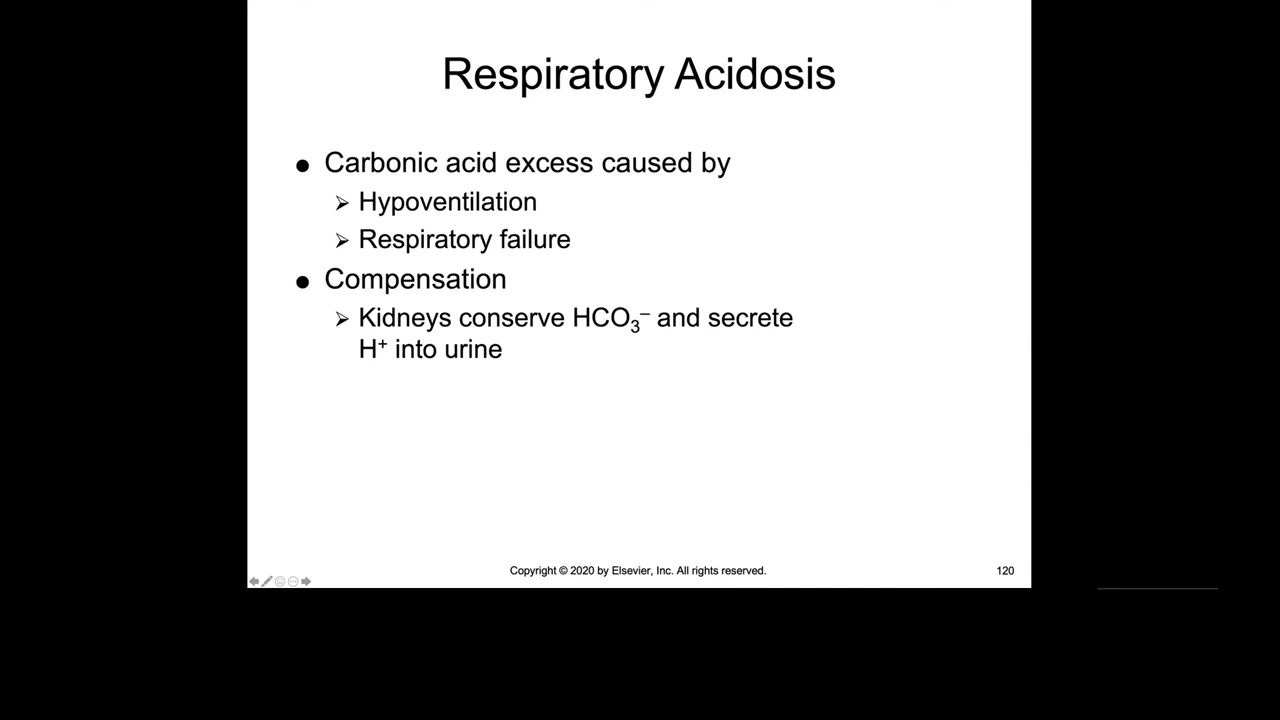 Respiratory Acidosis
● Carbonic acid excess caused by
➢ Hypoventilation
➢ Respiratory failure
● Compensation
➢ Kidneys conserve HCO₃⁻ and secrete
H⁺ into urine
Copyright © 2020 by Elsevier, Inc. All rights reserved.
120